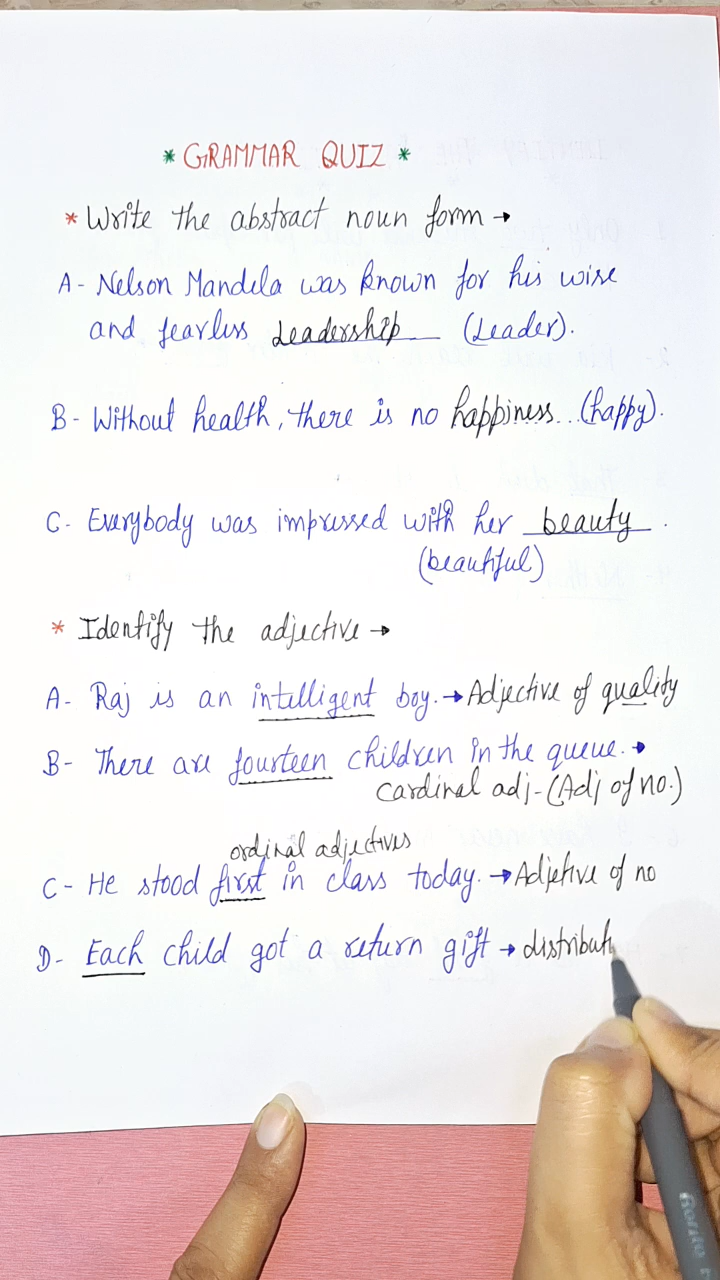 * GRAMMAR QUIZ *
* Write the abstract noun form →
A- Nelson Mandela was known for his wise
and fearless Leadership (Leader).
B- Without health, there is no happiness.. (happy).
C- Everybody was impressed with her beauty.
(beautiful)
* Identify the adjective →
A- Raj is an intelligent boy. → Adjective of quality
B- There are fourteen children in the queue. →
cardinal adj - (Adj of no.)
ordinal adjectives
C- He stood first in class today. → Adjetive of no
D- Each child got a return gift → distribut